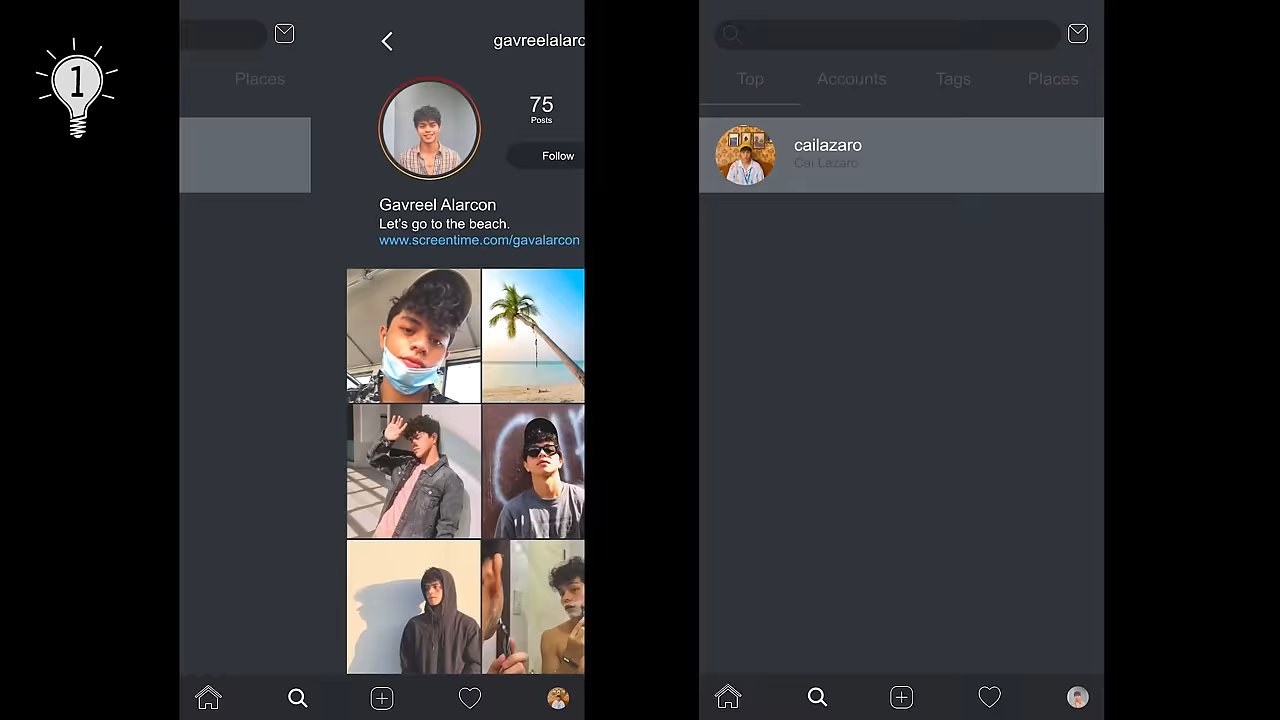 1
Places
gavreelalarc
75
Posts
Follow
Gavreel Alarcon
Let's go to the beach.
www.screentime.com/gavalarcon
Top Accounts Tags Places
cailazaro
Cai Lazaro